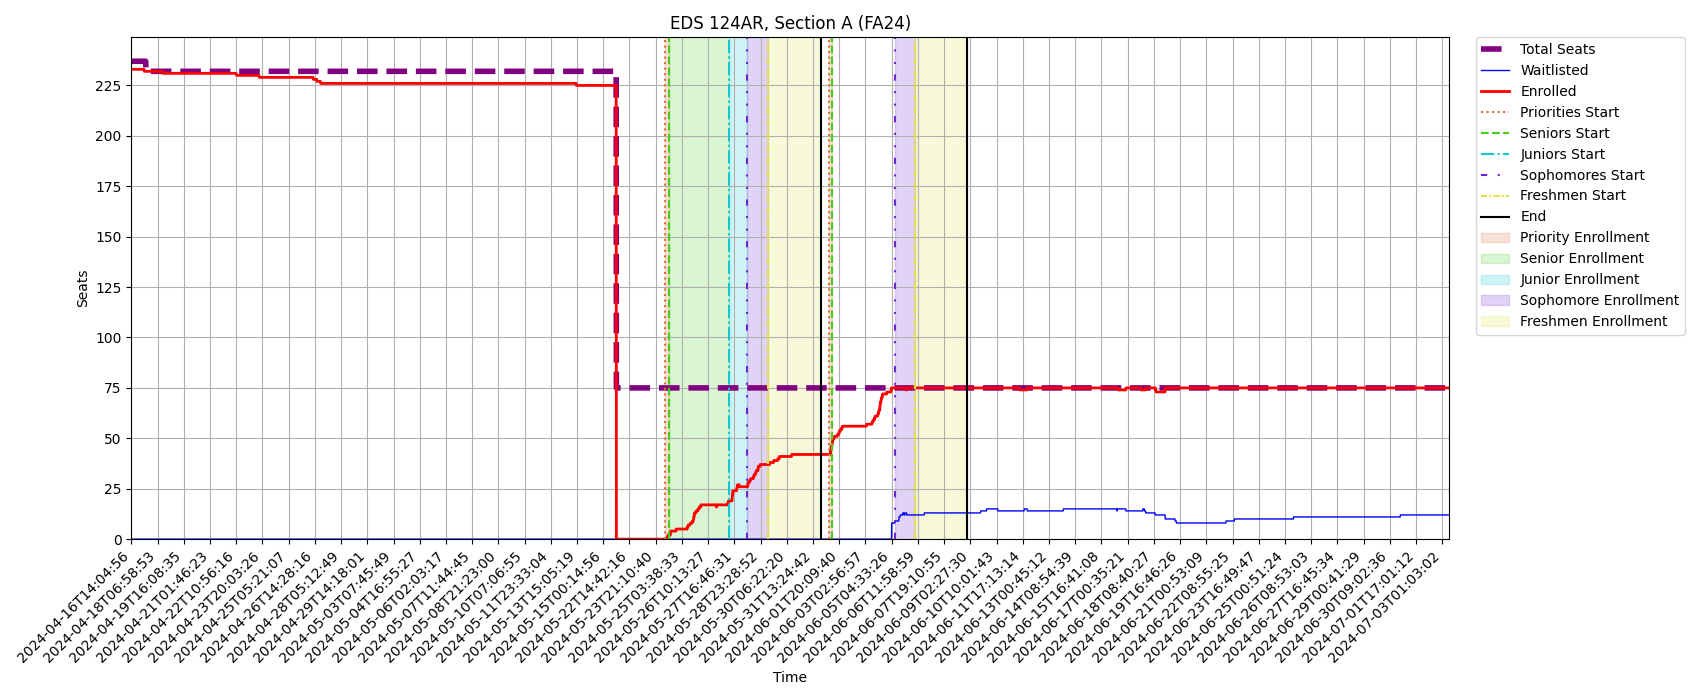 EDS 124AR, Section A (FA24)
Seats
225
200
175
150
125
100
75
50
25
0
2024-04-16T14:04:56
2024-04-18T06:58:53
2024-04-19T16:08:35
2024-04-21T01:46:23
2024-04-22T10:56:16
2024-04-23T20:03:26
2024-04-25T05:21:07
2024-04-26T14:28:16
2024-04-28T05:12:49
2024-04-29T14:18:01
2024-05-03T07:45:49
2024-05-04T16:55:27
2024-05-06T02:03:17
2024-05-07T11:44:45
2024-05-08T21:23:00
2024-05-10T07:06:55
2024-05-11T23:33:04
2024-05-13T15:05:19
2024-05-15T00:14:56
2024-05-22T14:42:16
2024-05-23T21:10:40
2024-05-25T03:38:33
2024-05-26T10:13:27
2024-05-27T16:46:31
2024-05-28T23:28:52
2024-05-30T06:22:20
2024-05-31T13:24:42
2024-06-01T20:09:40
2024-06-03T02:56:57
2024-06-05T04:33:26
2024-06-06T11:58:59
2024-06-07T19:10:55
2024-06-09T02:27:30
2024-06-10T10:01:43
2024-06-11T17:13:14
2024-06-13T00:45:12
2024-06-14T08:54:39
2024-06-15T16:41:08
2024-06-17T00:35:21
2024-06-18T08:40:27
2024-06-19T16:46:26
2024-06-21T00:53:09
2024-06-22T08:55:25
2024-06-23T16:49:47
2024-06-25T00:51:24
2024-06-26T08:53:03
2024-06-27T16:45:34
2024-06-29T00:41:29
2024-06-30T09:02:36
2024-07-01T17:01:12
2024-07-03T01:03:02
Time
Total Seats
Waitlisted
Enrolled
Priorities Start
Seniors Start
Juniors Start
Sophomores Start
Freshmen Start
End
Priority Enrollment
Senior Enrollment
Junior Enrollment
Sophomore Enrollment
Freshmen Enrollment